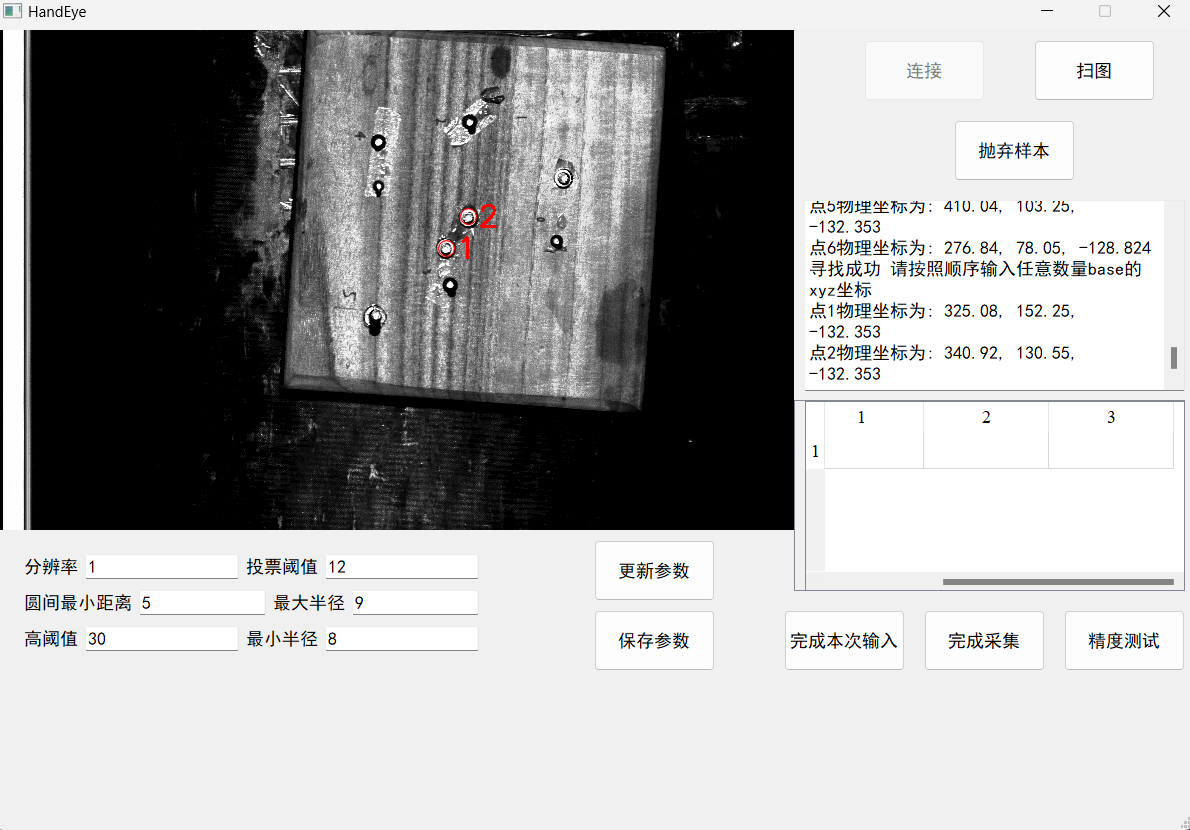 HandEye
连接
扫图
抛弃样本
点5物理坐标为: 410.04, 103.25,
-132.353
点6物理坐标为: 276.84, 78.05, -128.824
寻找成功 请按照顺序输入任意数量base的
xyz坐标
点1物理坐标为: 325.08, 152.25,
-132.353
点2物理坐标为: 340.92, 130.55,
-132.353
2
1
1 2 3
1
分辨率 1 投票阈值 12
圆间最小距离 5 最大半径 9
高阈值 30 最小半径 8
更新参数
保存参数
完成本次输入
完成采集
精度测试